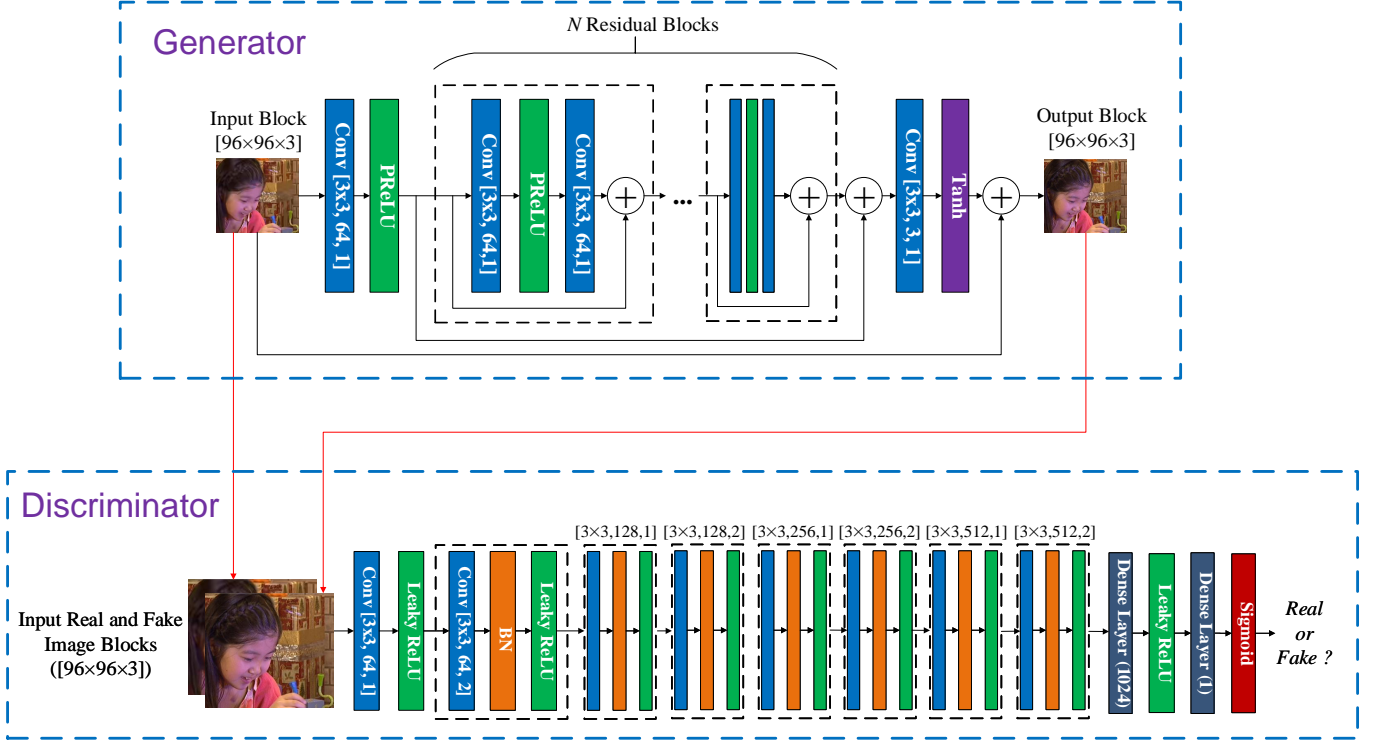 Generator
N Residual Blocks
Input Block
[96×96×3]
Conv [3x3, 64, 1]
PReLU
Conv [3x3, 64,1]
PReLU
Conv [3x3, 64,1]
...
Conv [3x3, 3, 1]
Tanh
Output Block
[96×96×3]
Discriminator
Input Real and Fake
Image Blocks
([96×96×3])
Conv [3x3, 64, 1]
Leaky ReLU
Conv [3x3, 64, 2]
BN
Leaky ReLU
[3×3,128,1]
[3×3,128,2]
[3×3,256,1]
[3×3,256,2]
[3×3,512,1]
[3×3,512,2]
Dense Layer (1024)
Leaky ReLU
Dense Layer (1)
Sigmoid
Real
or
Fake ?